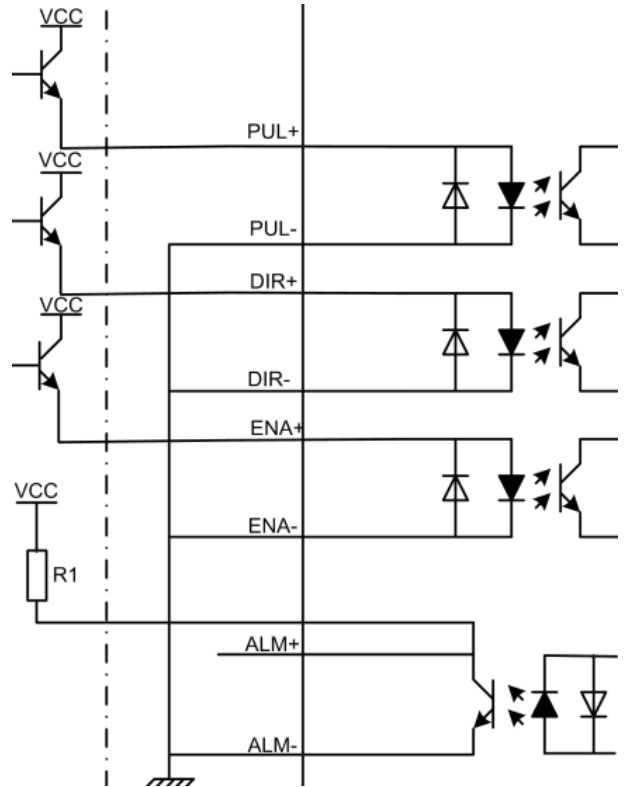 VCC
PUL+
VCC
PUL-
DIR+
VCC
DIR-
ENA+
VCC
ENA-
R1
ALM+
ALM-